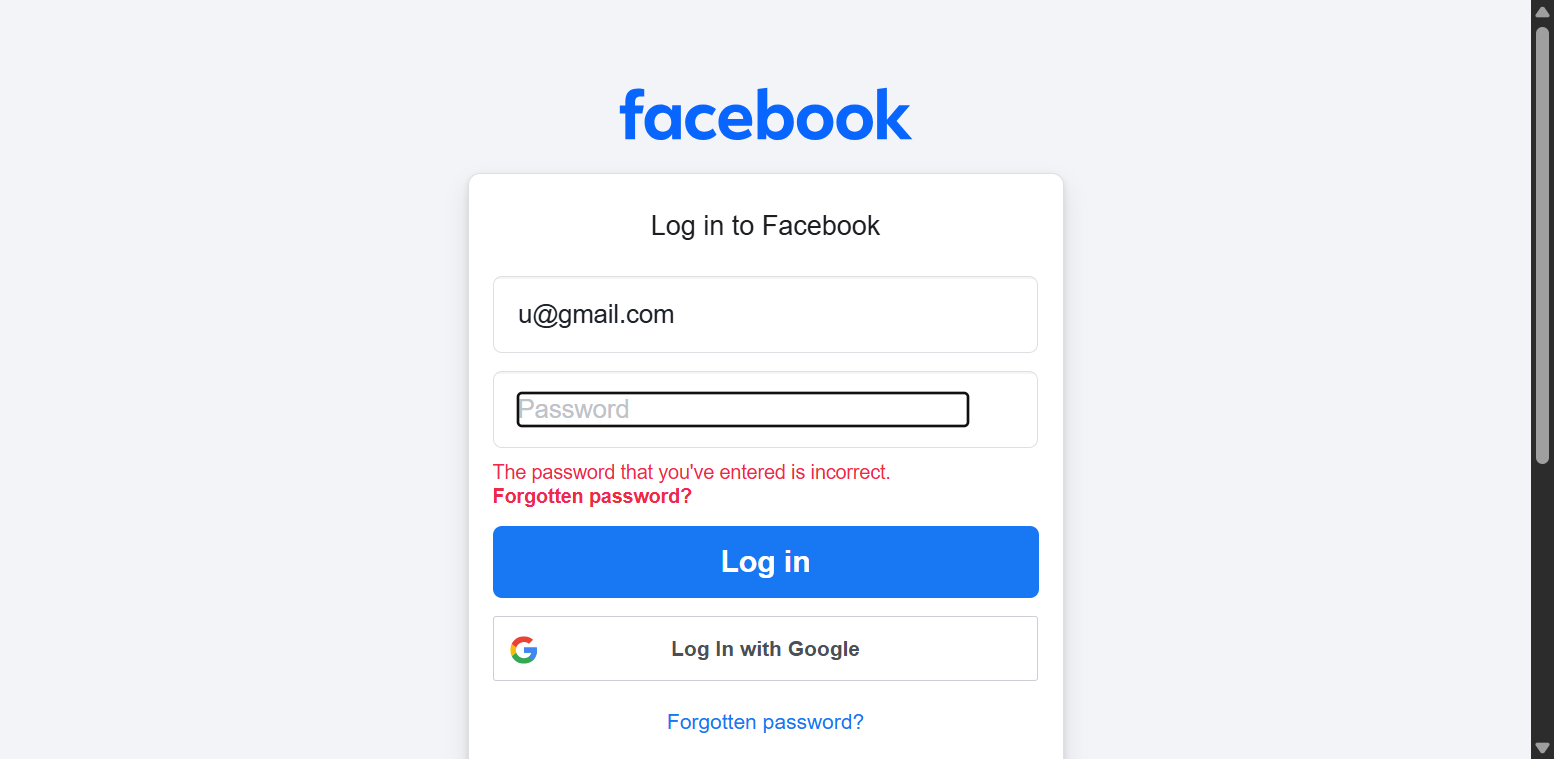 facebook
Log in to Facebook
u@gmail.com
Password
The password that you've entered is incorrect.
Forgotten password?
Log in
Log In with Google
Forgotten password?